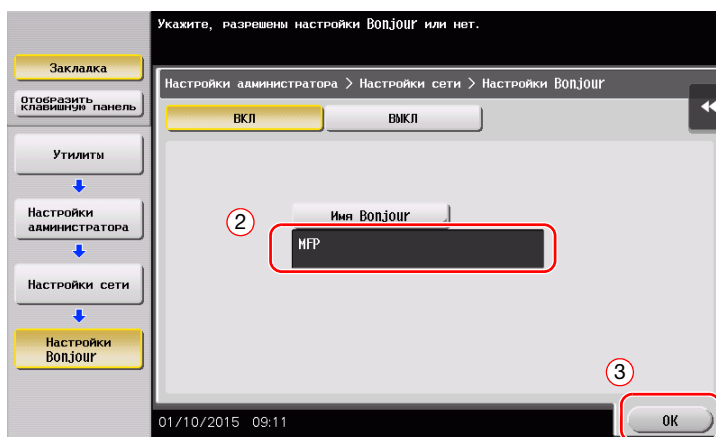 Укажите, разрешены настройки Bonjour или нет.
Закладка
Отобразить
клавишную панель
Настройки администратора > Настройки сети > Настройки Bonjour
ВКЛ
ВЫКЛ
Утилиты
Настройки
администратора
Настройки сети
Настройки
Bonjour
2
Имя Bonjour
MFP
3
01/10/2015 09:11
OK